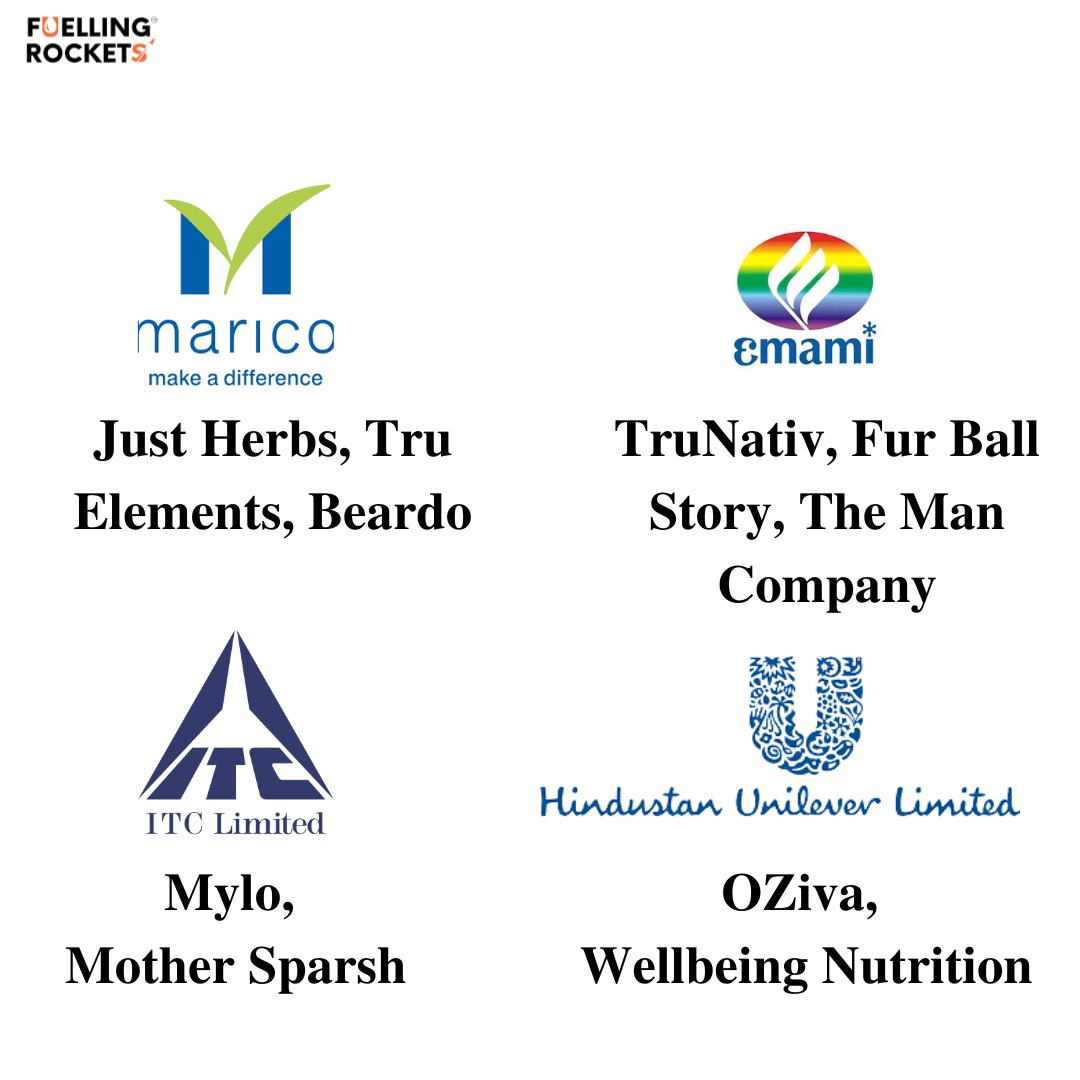 FUELLING
ROCKETS
marico
make a difference
Just Herbs, Tru
Elements, Beardo
emami*
TruNativ, Fur Ball
Story, The Man
Company
ITC
ITC Limited
Mylo,
Mother Sparsh
U
Hindustan Unilever Limited
OZiva,
Wellbeing Nutrition